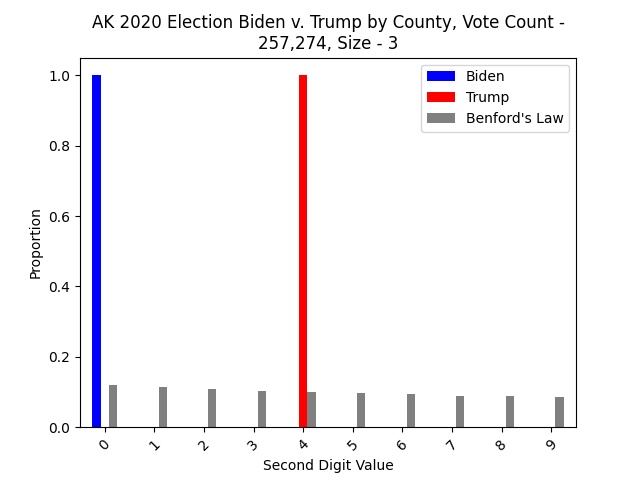 AK 2020 Election Biden v. Trump by County, Vote Count -
257,274, Size - 3
Biden
Trump
Benford's Law
Proportion
1.0
0.8
0.6
0.4
0.2
0.0
0 1 2 3 4 5 6 7 8 9
Second Digit Value